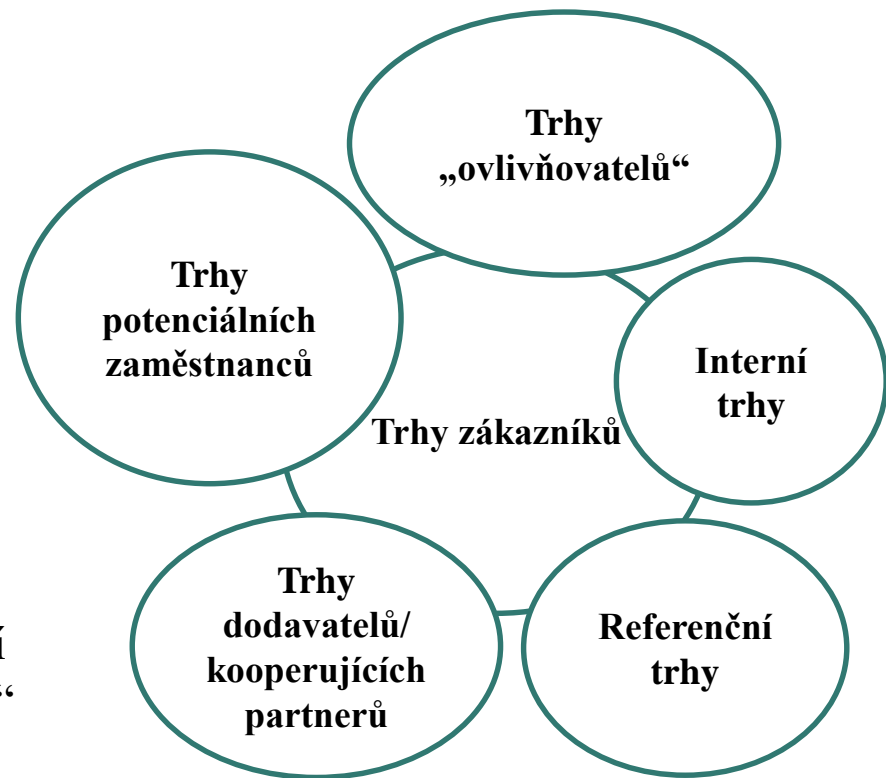 Trhy
„ovlivňovatelů“
Trhy
potenciálních
zaměstnanců
Interní
trhy
Trhy zákazníků
Trhy
dodavatelů/
kooperujících
partnerů
Referenční
trhy
í
“